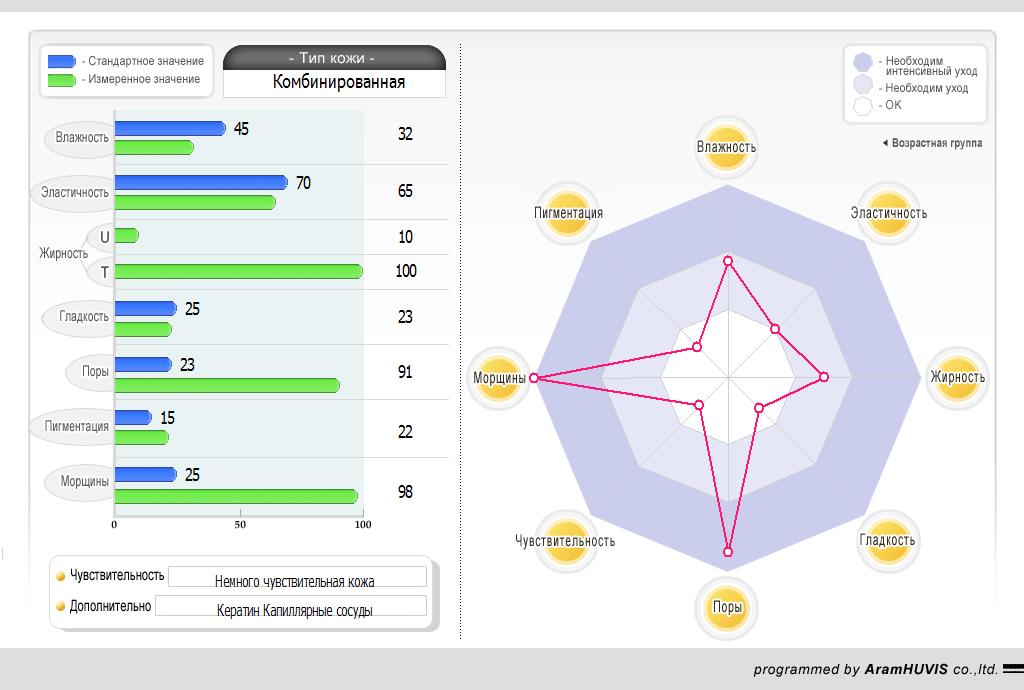 - Стандартное значение
- Измеренное значение
- Тип кожи -
Комбинированная
Влажность 45 32
Эластичность 70 65
Жирность
U 10
T 100
Гладкость 25 23
Поры 23 91
Пигментация 15 22
Морщины 25 98
0 50 100
Чувствительность Немного чувствительная кожа
Дополнительно Кератин Капиллярные сосуды
- Необходим
интенсивный уход
- Необходим уход
- OK
Возрастная группа
Влажность
Пигментация
Эластичность
Морщины
Жирность
Чувствительность
Гладкость
Поры
programmed by AramHUVIS co.,ltd.